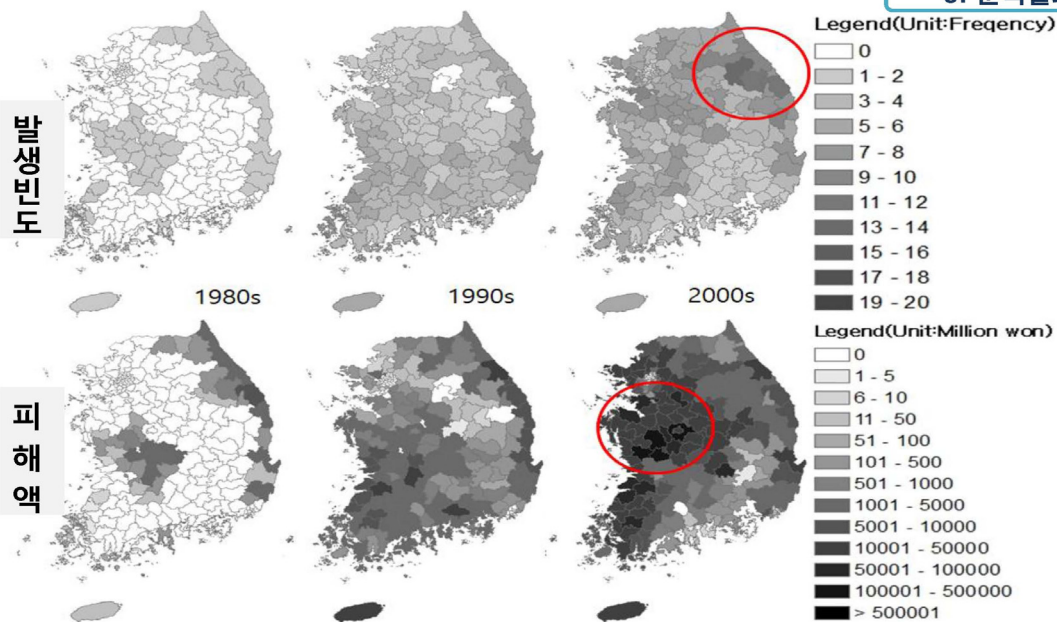 Legend(Unit:Freqency)
0
1 - 2
3 - 4
5 - 6
7 - 8
9 - 10
11 - 12
13 - 14
15 - 16
17 - 18
19 - 20
발생빈도
1980s
1990s
2000s
Legend(Unit:Million won)
0
1 - 5
6 - 10
11 - 50
51 - 100
101 - 500
501 - 1000
1001 - 5000
5001 - 10000
10001 - 50000
50001 - 100000
100001 - 500000
> 500001
피해액